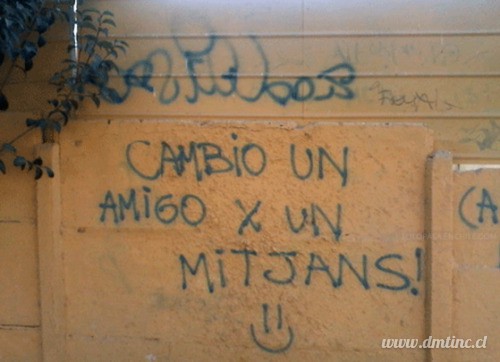 CAMBIO UN
AMiGO X UN
MiTJANS!
(A
www.dmtinc.cl